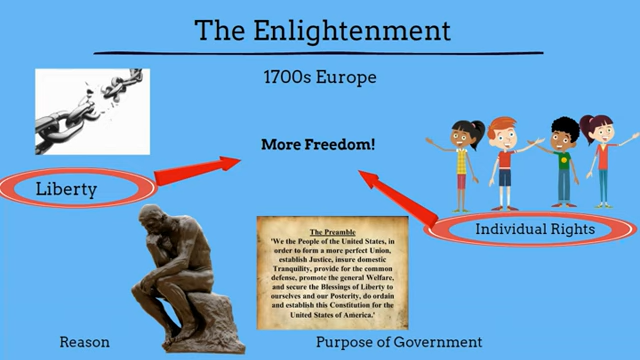 The Enlightenment
1700s Europe
More Freedom!
Liberty
Individual Rights
The Preamble
'We the People of the United States, in
order to form a more perfect Union,
establish Justice, insure domestic
Tranquility, provide for the common
defense, promote the general Welfare,
and secure the Blessings of Liberty to
ourselves and our Posterity, do ordain
and establish this Constitution for the
United States of America.'
Reason
Purpose of Government